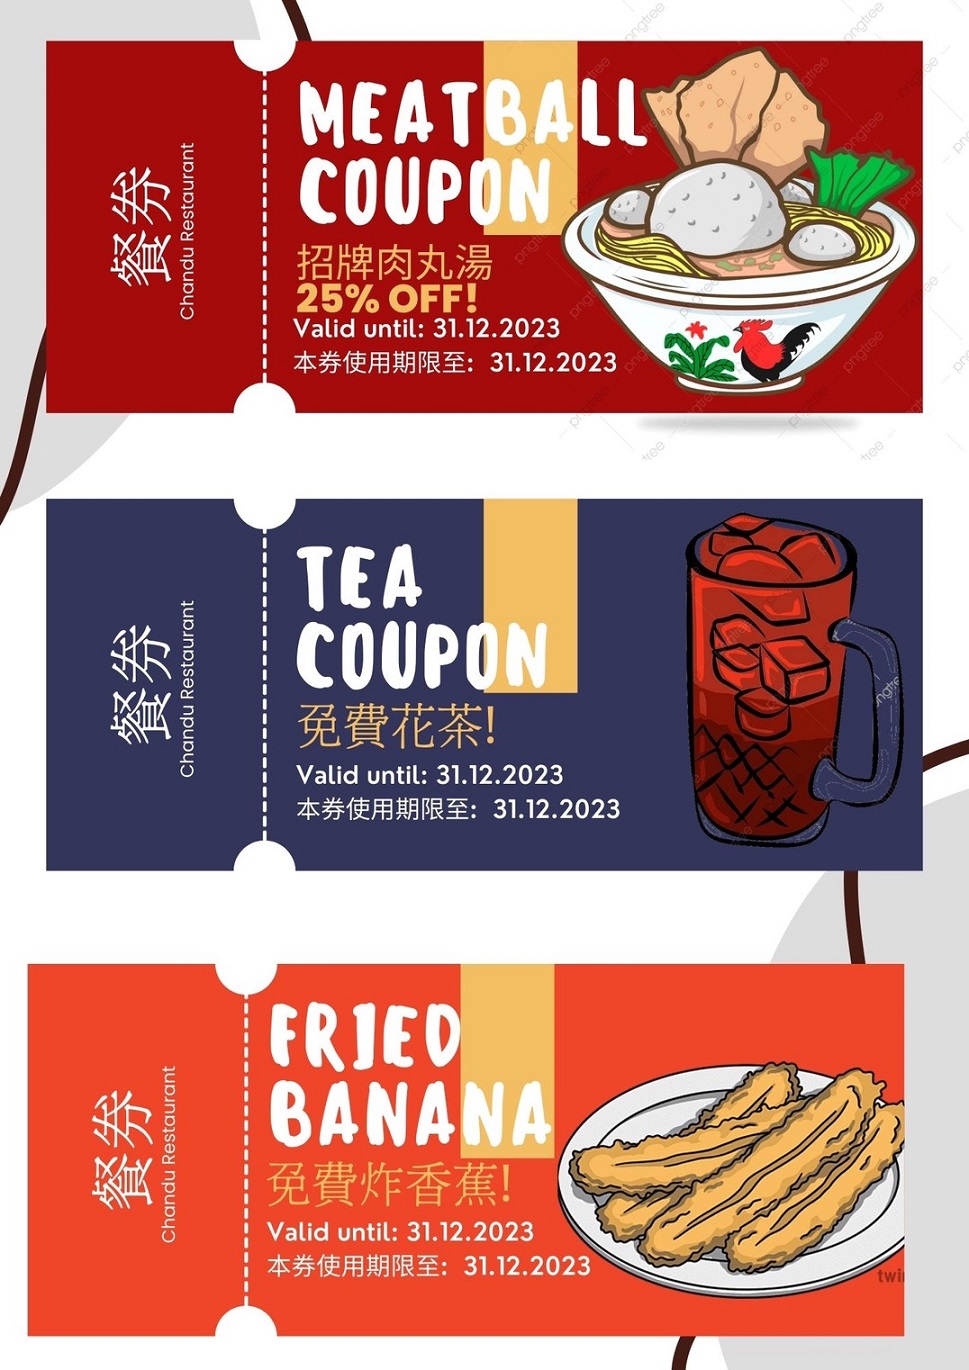 餐券
Chandu Restaurant
MEATBALL
COUPON
招牌肉丸湯
25% OFF!
Valid until: 31.12.2023
本券使用期限至: 31.12.2023
餐券
Chandu Restaurant
TEA
COUPON
免費花茶!
Valid until: 31.12.2023
本券使用期限至: 31.12.2023
餐券
Chandu Restaurant
FRIED
BANANA
免費炸香蕉!
Valid until: 31.12.2023
本券使用期限至: 31.12.2023
pngtree